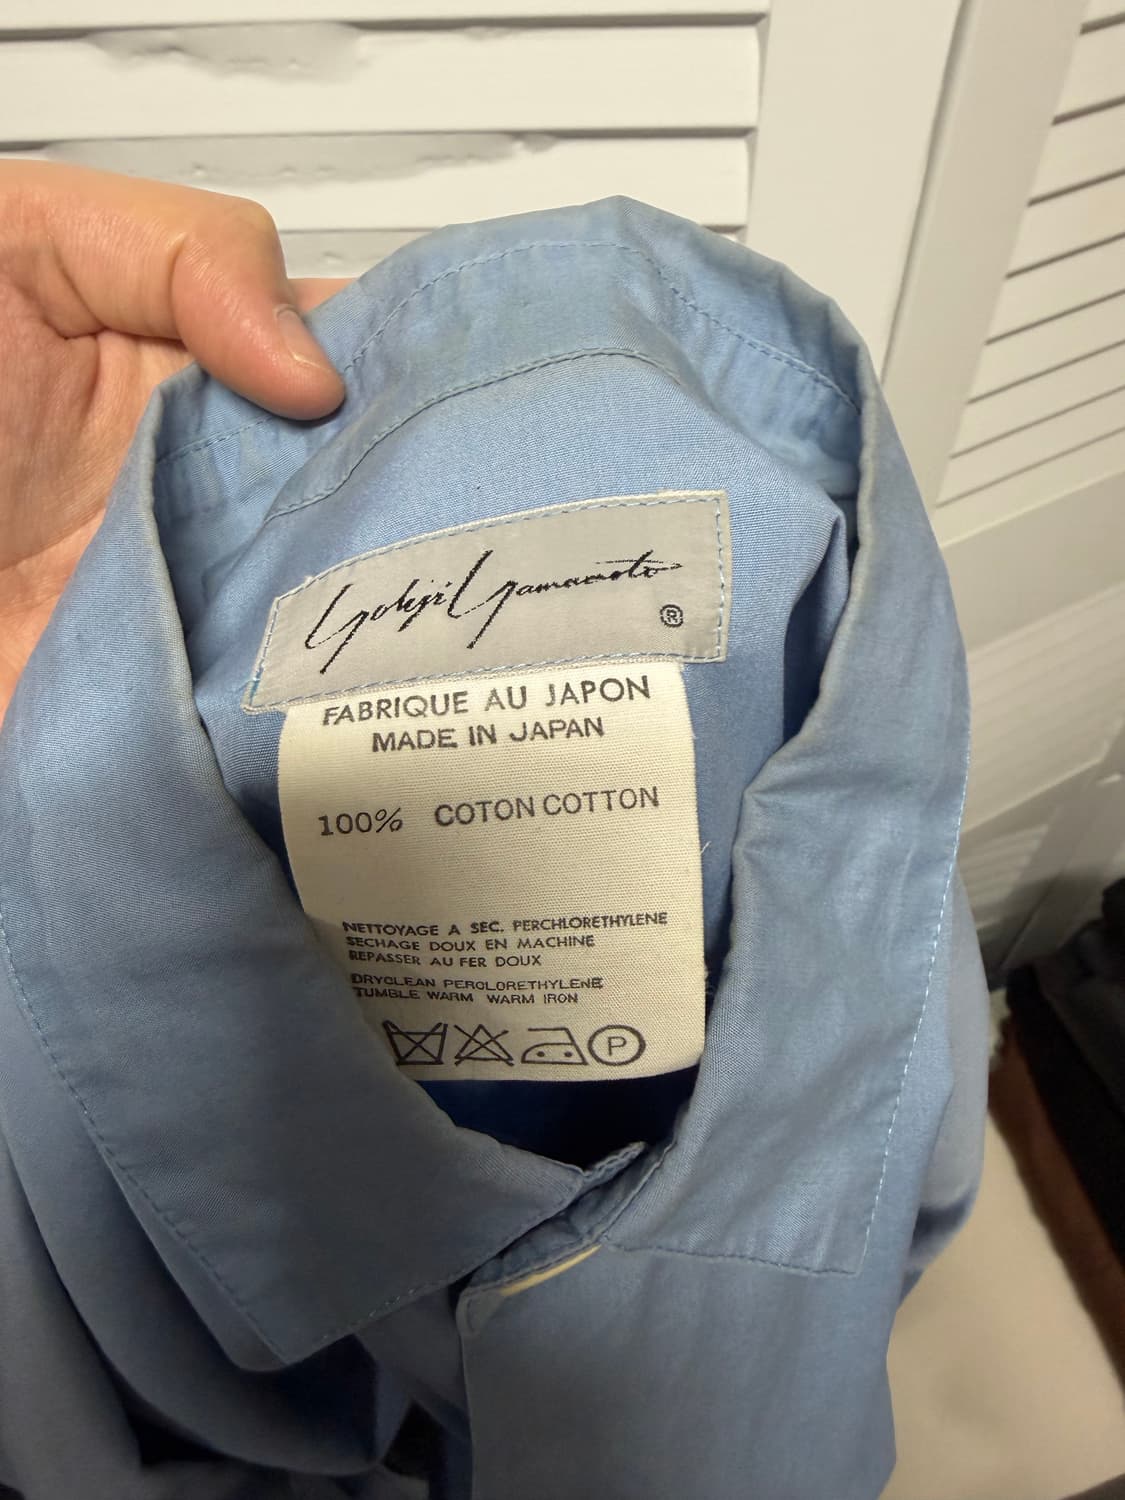 Yohji Yamamoto
®
FABRIQUE AU JAPON
MADE IN JAPAN
100% COTON COTTON
NETTOYAGE A SEC. PERCHLORETHYLENE
SECHAGE DOUX EN MACHINE
REPASSER AU FER DOUX
DRYCLEAN PERCLORETHYLENE
TUMBLE WARM WARM IRON
P